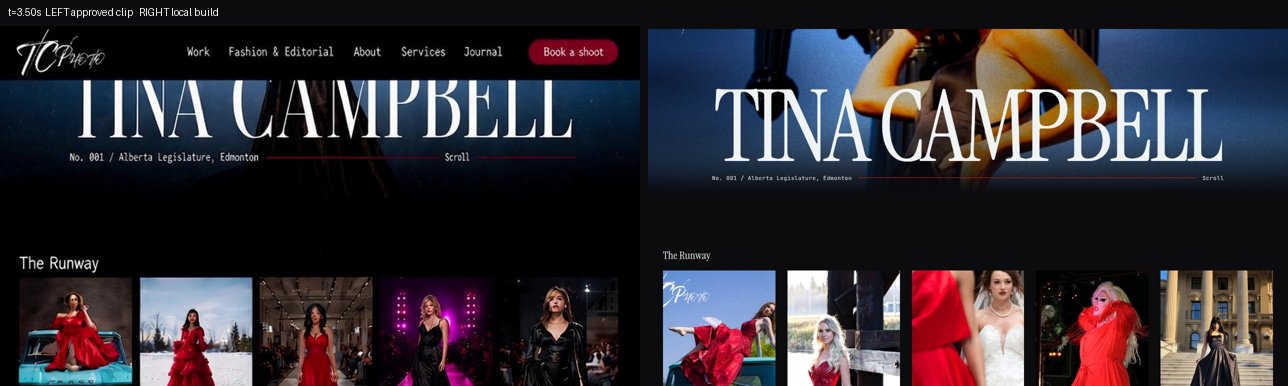 t=3.50s LEFT approved clip RIGHT local build
TCPHOTO
Work Fashion & Editorial About Services Journal Book a shoot
TINA CAMPBELL
No. 001 / Alberta Legislature, Edmonton Scroll
The Runway
TINA CAMPBELL
No. 001 / Alberta Legislature, Edmonton Scroll
The Runway
CPHOTO